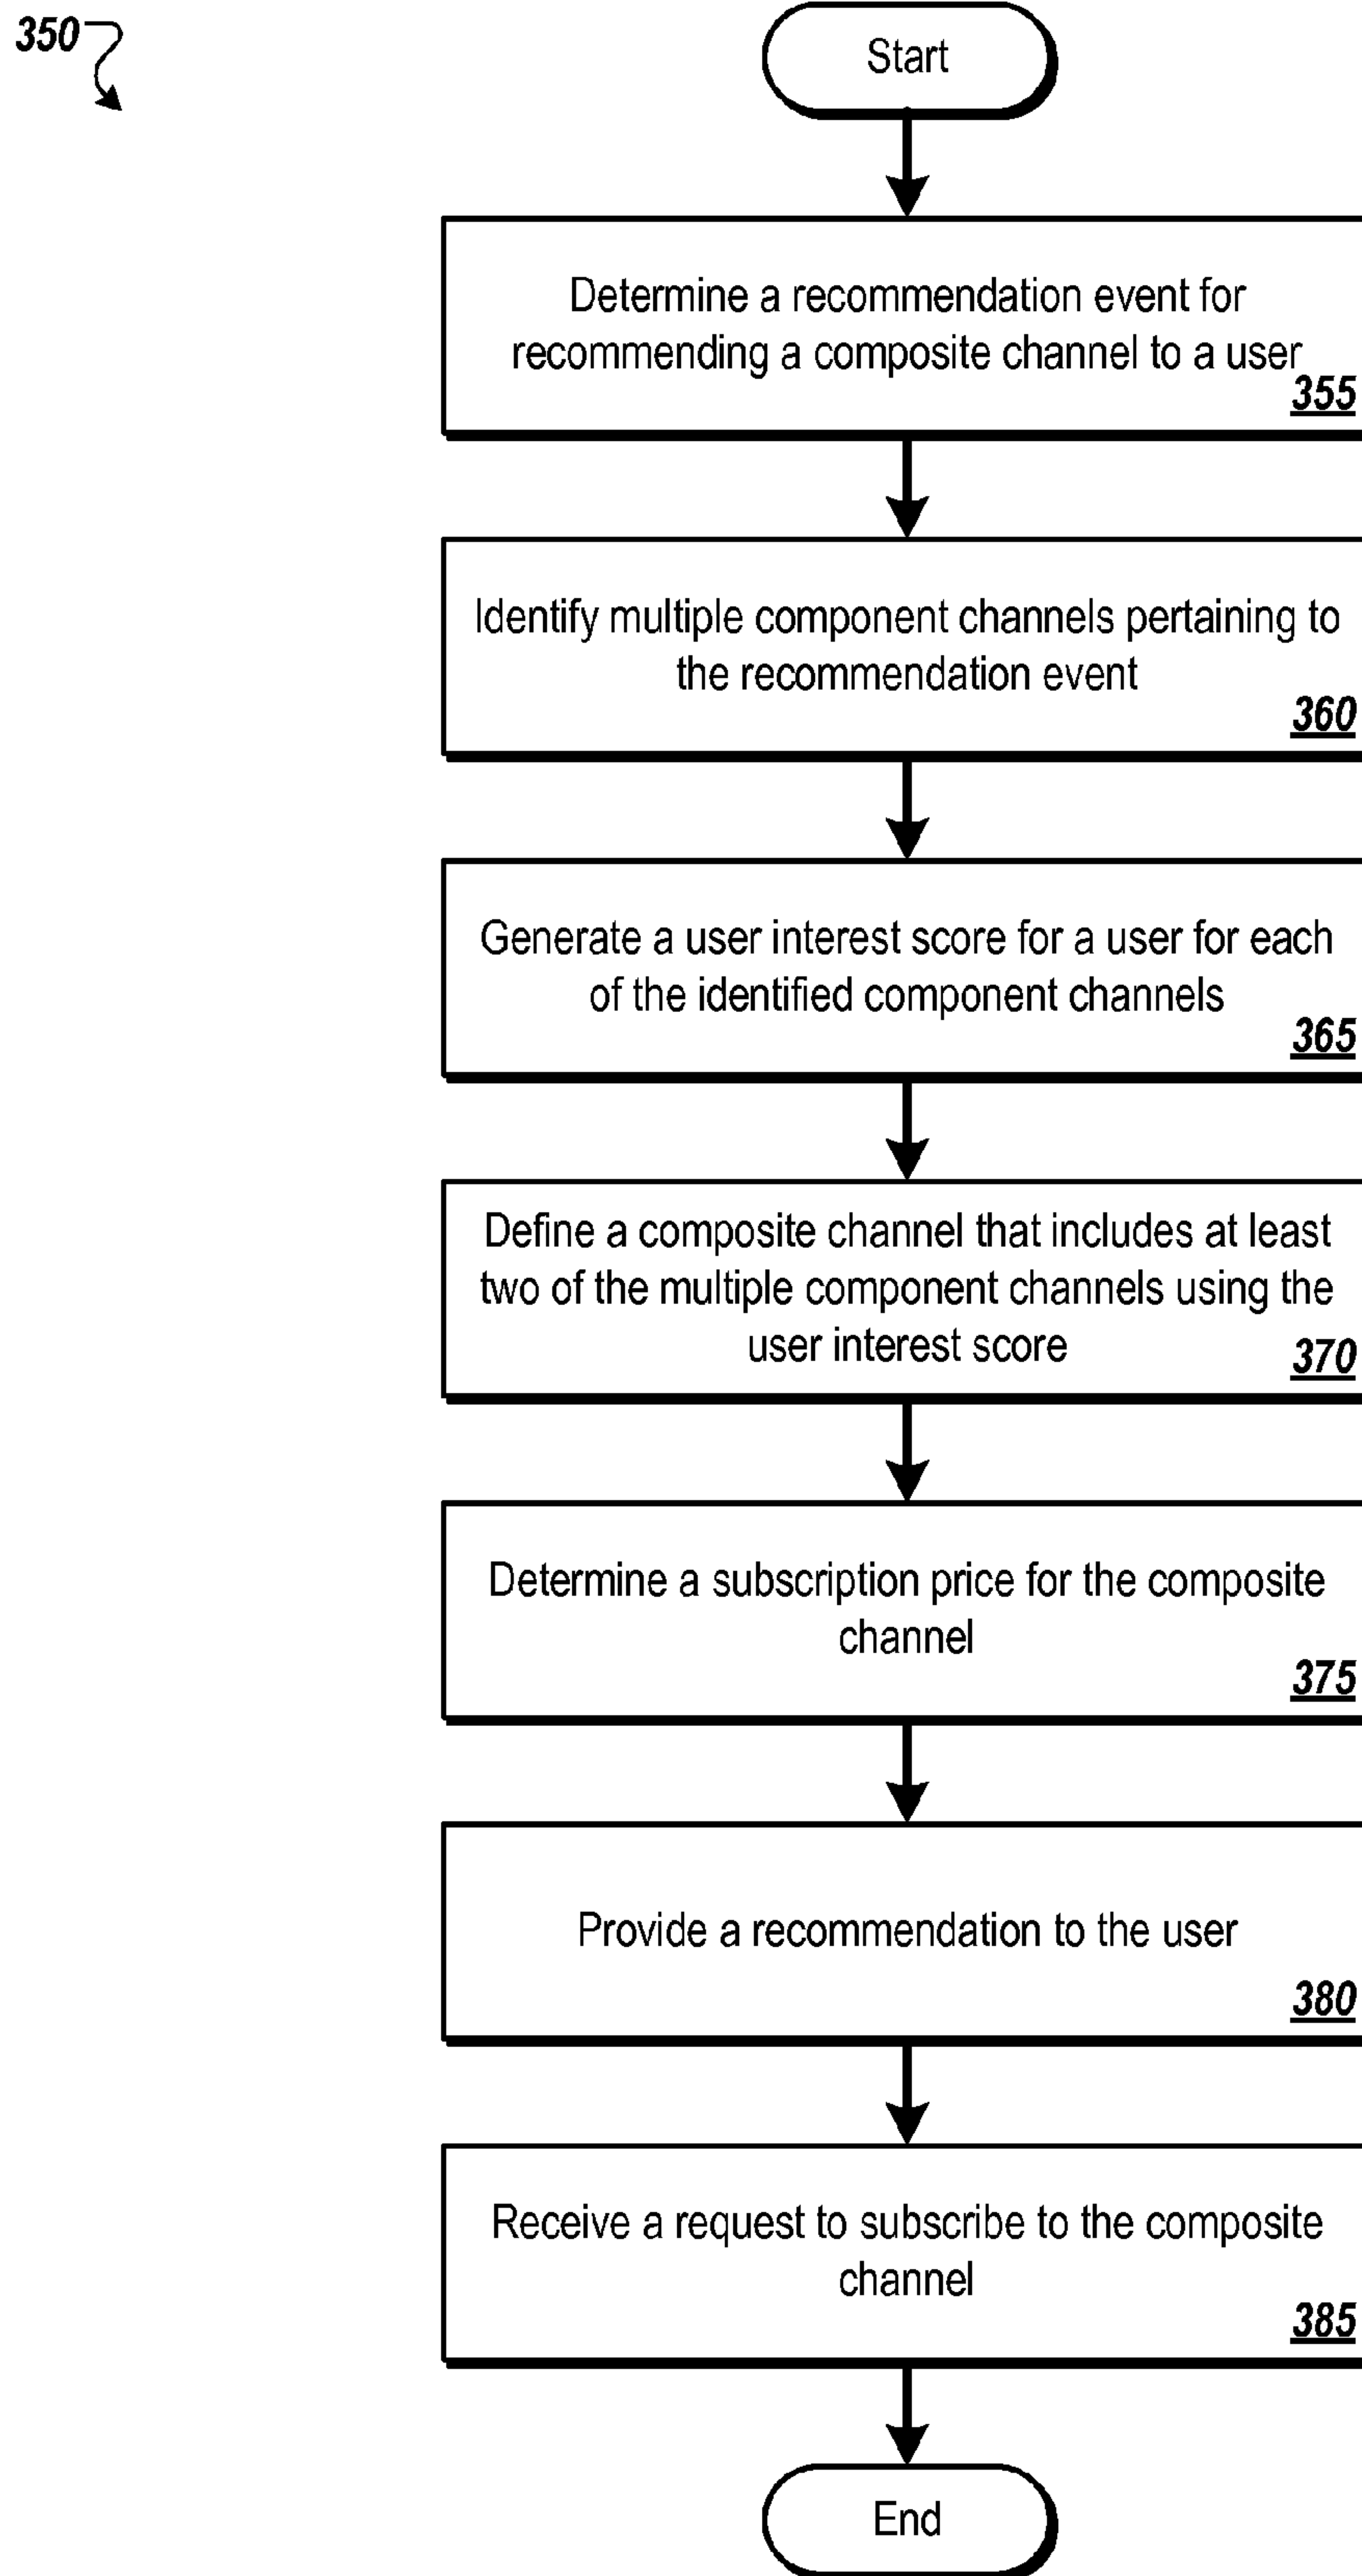 350
Start
Determine a recommendation event for
recommending a composite channel to a user
355
Identify multiple component channels pertaining to
the recommendation event
360
Generate a user interest score for a user for each
of the identified component channels
365
Define a composite channel that includes at least
two of the multiple component channels using the
user interest score
370
Determine a subscription price for the composite
channel
375
Provide a recommendation to the user
380
Receive a request to subscribe to the composite
channel
385
End